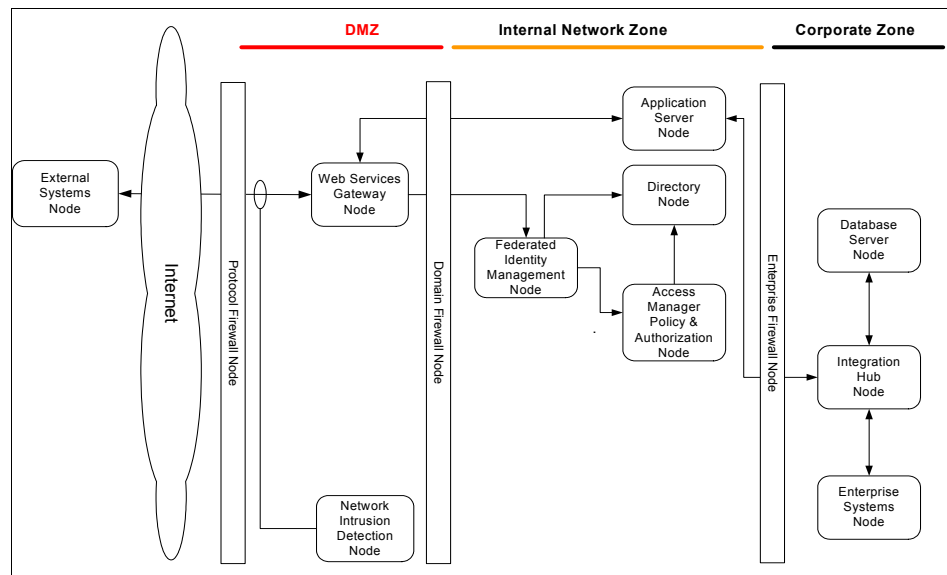 DMZ
Internal Network Zone
Corporate Zone
External
Systems
Node
Internet
Protocol Firewall Node
Web Services
Gateway
Node
Network
Intrusion
Detection
Node
Domain Firewall Node
Application
Server
Node
Directory
Node
Federated
Identity
Management
Node
Access
Manager
Policy &
Authorization
Node
Enterprise Firewall Node
Database
Server
Node
Integration
Hub
Node
Enterprise
Systems
Node